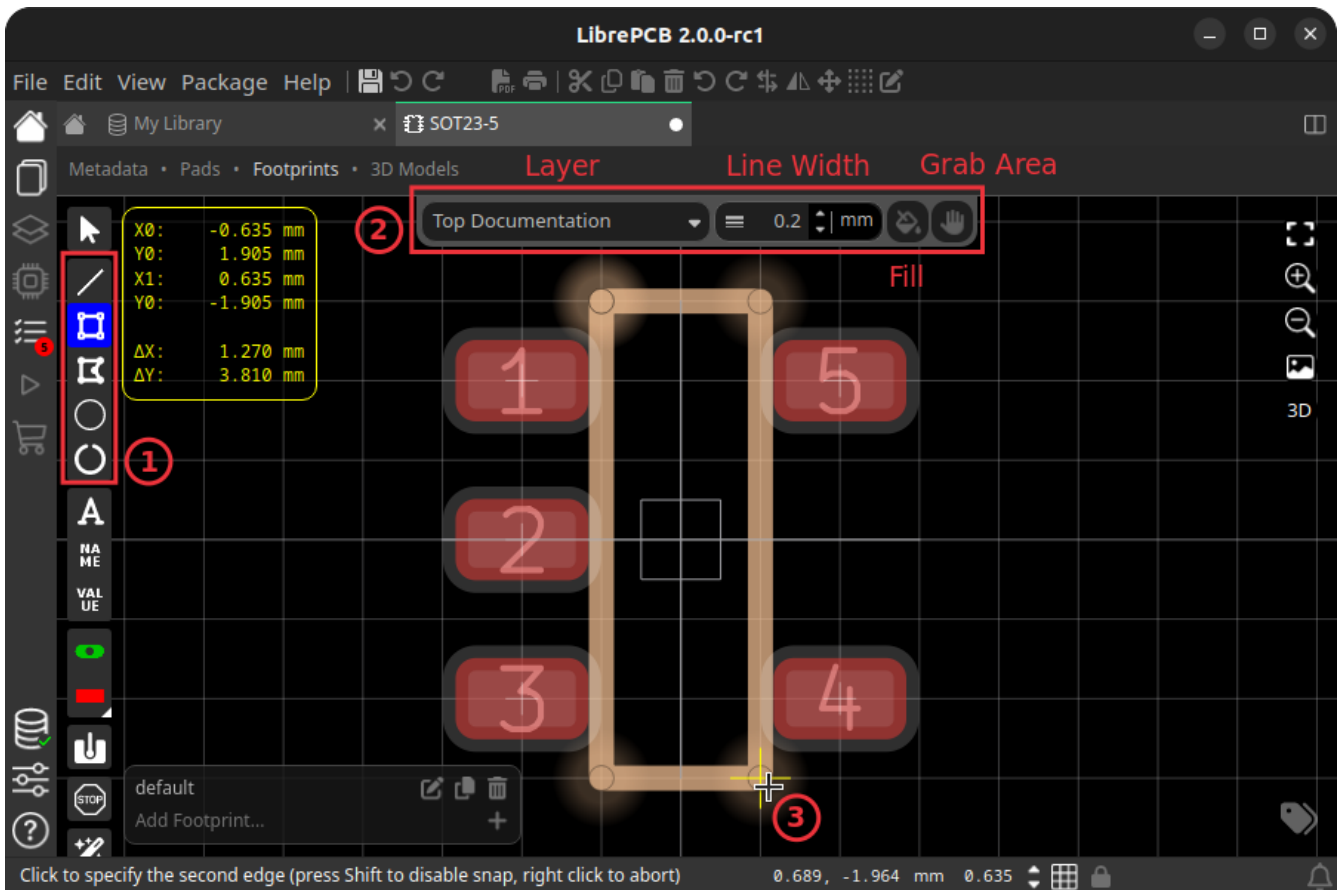 LibrePCB 2.0.0-rc1
File Edit View Package Help
PDF
My Library
SOT23-5
Metadata • Pads • Footprints • 3D Models
Layer
Line Width
Grab Area
2
Top Documentation
0.2
mm
Fill
X0: -0.635 mm
Y0: 1.905 mm
X1: 0.635 mm
Y0: -1.905 mm
ΔX: 1.270 mm
ΔY: 3.810 mm
5
3D
1
A
NA
ME
VAL
UE
STOP
1
5
2
3
4
3
default
Add Footprint...
Click to specify the second edge (press Shift to disable snap, right click to abort)
0.689, -1.964 mm
0.635